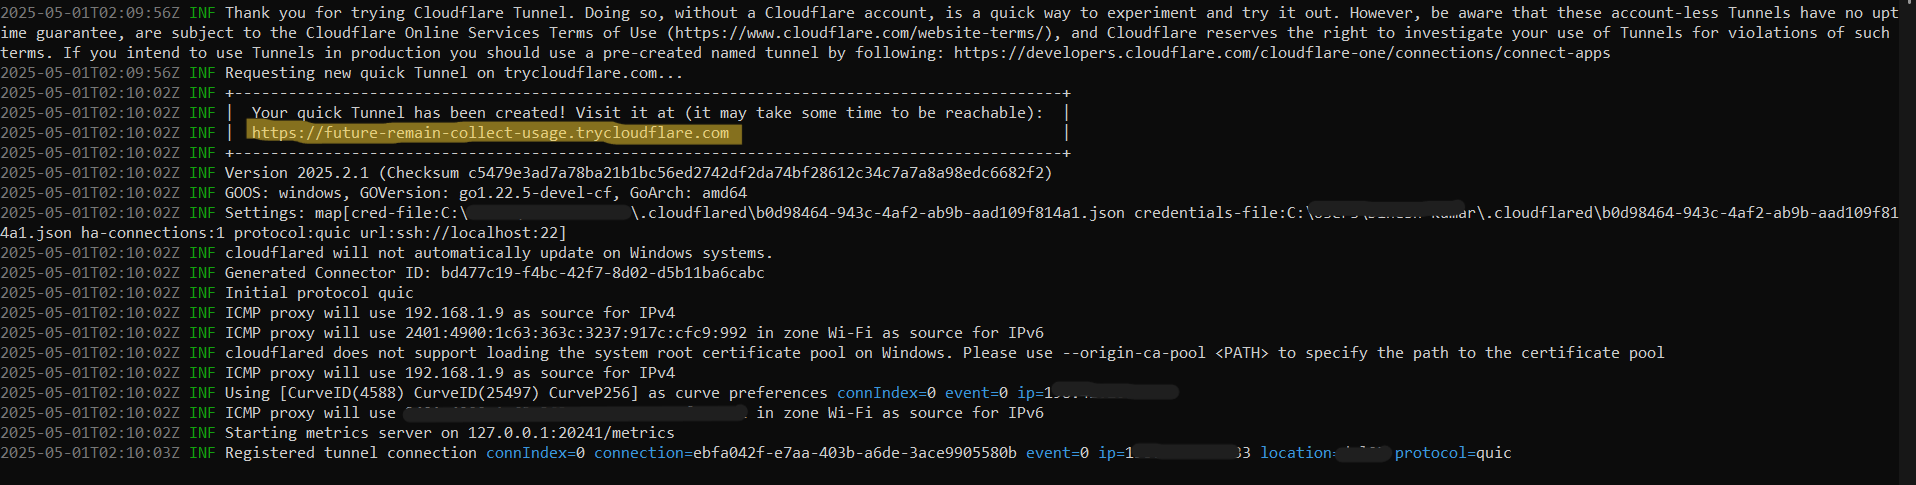 2025-05-01T02:09:56Z INF Thank you for trying Cloudflare Tunnel. Doing so, without a Cloudflare account, is a quick way to experiment and try it out. However, be aware that these account-less Tunnels have no upt
ime guarantee, are subject to the Cloudflare Online Services Terms of Use (https://www.cloudflare.com/website-terms/), and Cloudflare reserves the right to investigate your use of Tunnels for violations of such
terms. If you intend to use Tunnels in production you should use a pre-created named tunnel by following: https://developers.cloudflare.com/cloudflare-one/connections/connect-apps
2025-05-01T02:09:56Z INF Requesting new quick Tunnel on trycloudflare.com...
2025-05-01T02:10:02Z INF +--------------------------------------------------------------------------------------------+
2025-05-01T02:10:02Z INF |  Your quick Tunnel has been created! Visit it at (it may take some time to be reachable):  |
2025-05-01T02:10:02Z INF |  https://future-remain-collect-usage.trycloudflare.com                                     |
2025-05-01T02:10:02Z INF +--------------------------------------------------------------------------------------------+
2025-05-01T02:10:02Z INF Version 2025.2.1 (Checksum c5479e3ad7a78ba21b1bc56ed2742df2da74bf28612c34c7a7a8a98edc6682f2)
2025-05-01T02:10:02Z INF GOOS: windows, GOVersion: go1.22.5-devel-cf, GoArch: amd64
2025-05-01T02:10:02Z INF Settings: map[cred-file:C:\ \.cloudflared\b0d98464-943c-4af2-ab9b-aad109f814a1.json credentials-file:C:\ \.cloudflared\b0d98464-943c-4af2-ab9b-aad109f81
4a1.json ha-connections:1 protocol:quic url:ssh://localhost:22]
2025-05-01T02:10:02Z INF cloudflared will not automatically update on Windows systems.
2025-05-01T02:10:02Z INF Generated Connector ID: bd477c19-f4bc-42f7-8d02-d5b11ba6cabc
2025-05-01T02:10:02Z INF Initial protocol quic
2025-05-01T02:10:02Z INF ICMP proxy will use 192.168.1.9 as source for IPv4
2025-05-01T02:10:02Z INF ICMP proxy will use 2401:4900:1c63:363c:3237:917c:cfc9:992 in zone Wi-Fi as source for IPv6
2025-05-01T02:10:02Z INF cloudflared does not support loading the system root certificate pool on Windows. Please use --origin-ca-pool <PATH> to specify the path to the certificate pool
2025-05-01T02:10:02Z INF ICMP proxy will use 192.168.1.9 as source for IPv4
2025-05-01T02:10:02Z INF Using [CurveID(4588) CurveID(25497) CurveP256] as curve preferences connIndex=0 event=0 ip=1
2025-05-01T02:10:02Z INF ICMP proxy will use in zone Wi-Fi as source for IPv6
2025-05-01T02:10:02Z INF Starting metrics server on 127.0.0.1:20241/metrics
2025-05-01T02:10:03Z INF Registered tunnel connection connIndex=0 connection=ebfa042f-e7aa-403b-a6de-3ace9905580b event=0 ip=1 33 location= protocol=quic